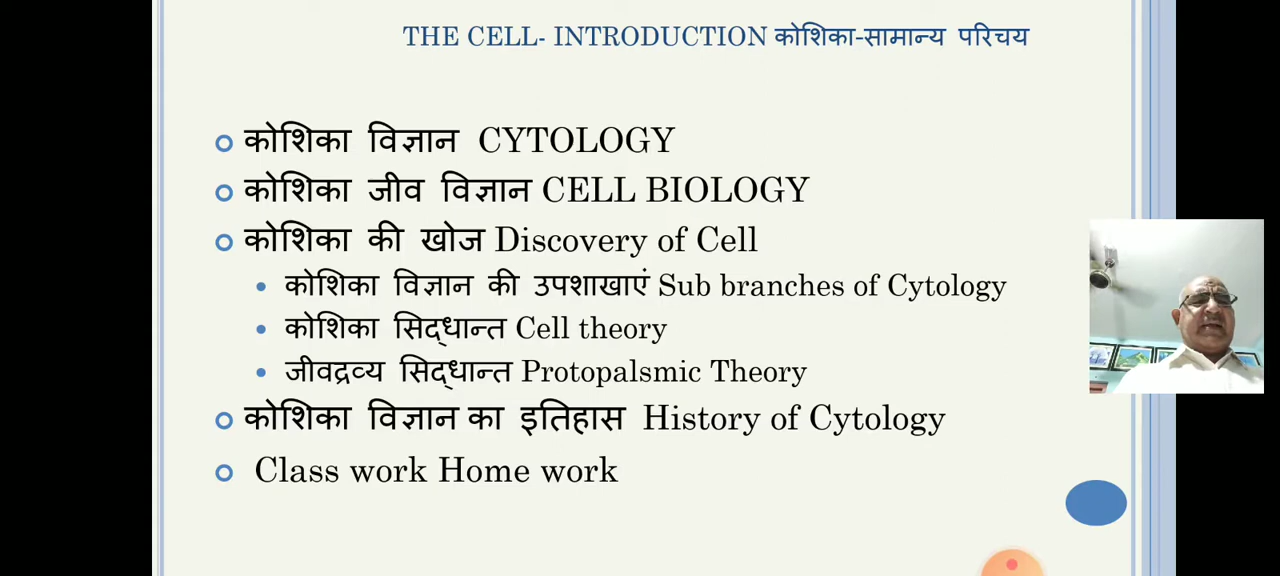 THE CELL- INTRODUCTION कोशिका-सामान्य परिचय
कोशिका विज्ञान CYTOLOGY
कोशिका जीव विज्ञान CELL BIOLOGY
कोशिका की खोज Discovery of Cell
कोशिका विज्ञान की उपशाखाएं Sub branches of Cytology
कोशिका सिद्धान्त Cell theory
जीवद्रव्य सिद्धान्त Protopalsmic Theory
कोशिका विज्ञान का इतिहास History of Cytology
Class work Home work